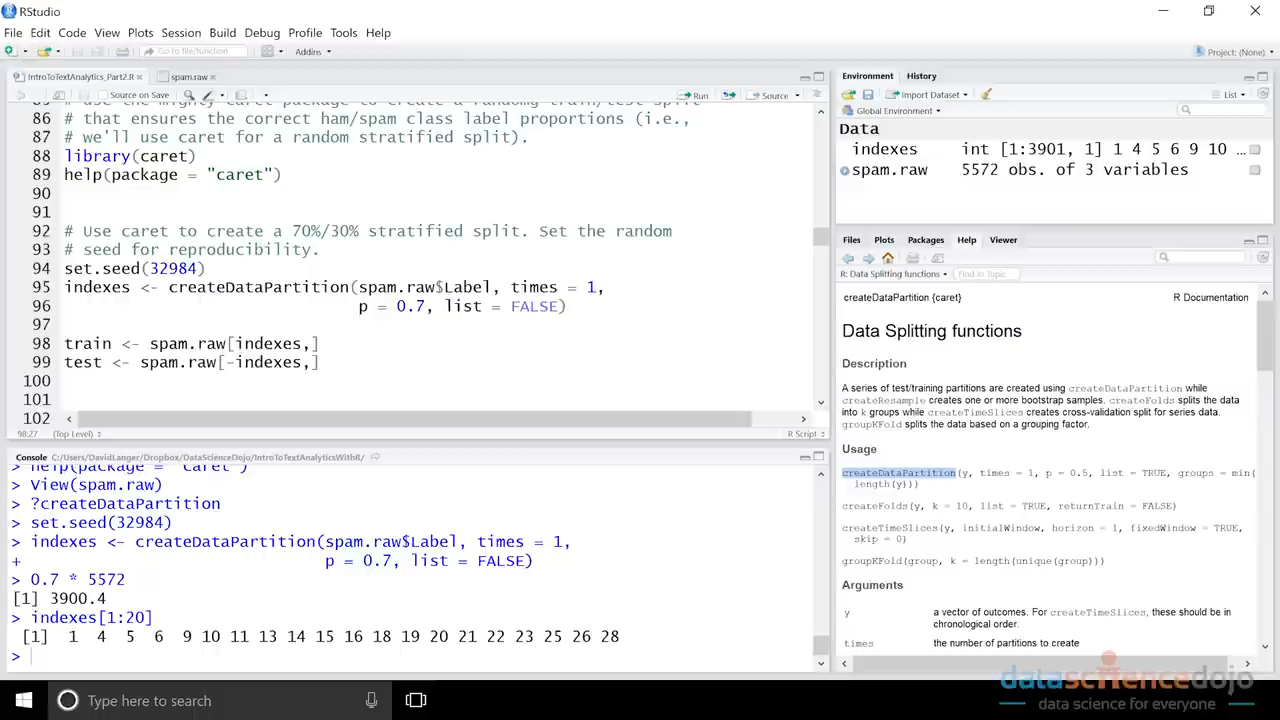 RStudio
File Edit Code View Plots Session Build Debug Profile Tools Help
Go to file/function Addins Project: (None)
IntroToTextAnalytics_Part2.R spam.raw
Source on Save Run Source
86 # that ensures the correct ham/spam class label proportions (i.e.,
87 # we'll use caret for a random stratified split).
88 library(caret)
89 help(package = "caret")
90
91
92 # Use caret to create a 70%/30% stratified split. Set the random
93 # seed for reproducibility.
94 set.seed(32984)
95 indexes <- createDataPartition(spam.raw$Label, times = 1,
96 p = 0.7, list = FALSE)
97
98 train <- spam.raw[indexes,]
99 test <- spam.raw[-indexes,]
100
101
102
98:27 (Top Level) R Script
Console C:/Users/DavidLanger/Dropbox/DataScienceDojo/IntroToTextAnalyticsWithR/
> help(package = "caret")
> View(spam.raw)
> ?createDataPartition
> set.seed(32984)
> indexes <- createDataPartition(spam.raw$Label, times = 1,
+ p = 0.7, list = FALSE)
> 0.7 * 5572
[1] 3900.4
> indexes[1:20]
[1] 1 4 5 6 9 10 11 13 14 15 16 18 19 20 21 22 23 25 26 28
>
Environment History
Import Dataset List
Global Environment
Data
indexes int [1:3901, 1] 1 4 5 6 9 10 ...
spam.raw 5572 obs. of 3 variables
Files Plots Packages Help Viewer
R: Data Splitting functions Find in Topic
createDataPartition {caret} R Documentation
Data Splitting functions
Description
A series of test/training partitions are created using createDataPartition while
createResample creates one or more bootstrap samples. createFolds splits the data
into k groups while createTimeSlices creates cross-validation split for series data.
groupKFold splits the data based on a grouping factor.
Usage
createDataPartition(y, times = 1, p = 0.5, list = TRUE, groups = min(
length(y)))
createFolds(y, k = 10, list = TRUE, returnTrain = FALSE)
createTimeSlices(y, initialWindow, horizon = 1, fixedWindow = TRUE,
skip = 0)
groupKFold(group, k = length(unique(group)))
Arguments
y a vector of outcomes. For createTimeSlices, these should be in
chronological order.
times the number of partitions to create
datasciencedojo
data science for everyone
Type here to search